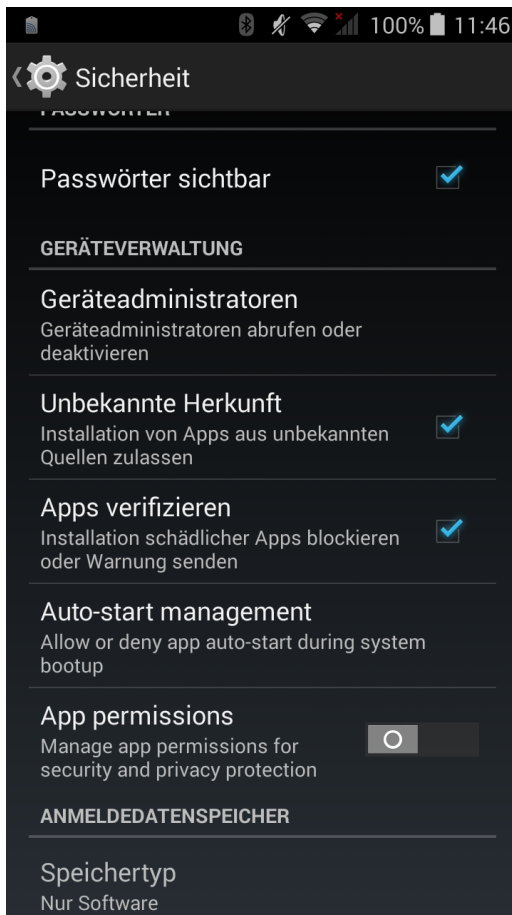 100% 11:46
Sicherheit
PASSWÖRTER
Passwörter sichtbar
GERÄTEVERWALTUNG
Geräteadministratoren
Geräteadministratoren abrufen oder
deaktivieren
Unbekannte Herkunft
Installation von Apps aus unbekannten
Quellen zulassen
Apps verifizieren
Installation schädlicher Apps blockieren
oder Warnung senden
Auto-start management
Allow or deny app auto-start during system
bootup
App permissions
Manage app permissions for
security and privacy protection
ANMELDEDATENSPEICHER
Speichertyp
Nur Software